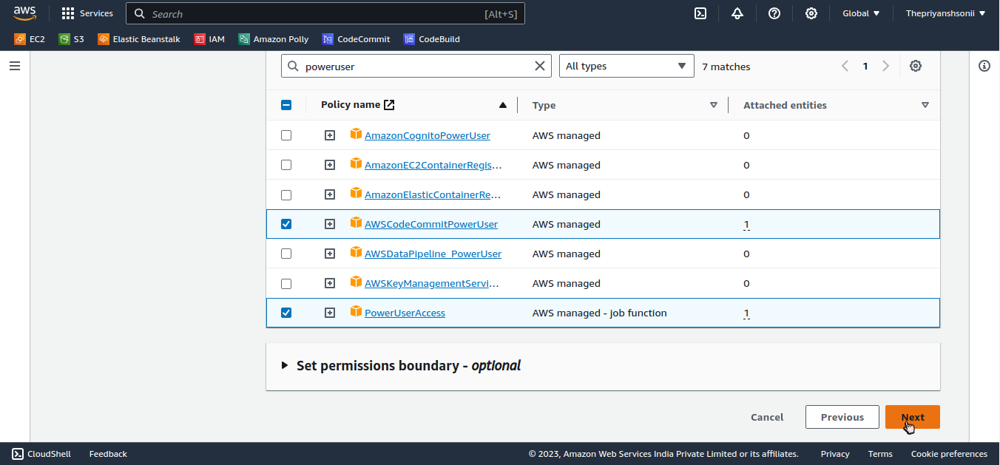 aws Services Search [Alt+S] Global Thepriyanshsonii
EC2 S3 Elastic Beanstalk IAM Amazon Polly CodeCommit CodeBuild
poweruser All types 7 matches 1
Policy name Type Attached entities
AmazonCognitoPowerUser AWS managed 0
AmazonEC2ContainerRegis... AWS managed 0
AmazonElasticContainerRe... AWS managed 0
AWSCodeCommitPowerUser AWS managed 1
AWSDataPipeline_PowerUser AWS managed 0
AWSKeyManagementServi... AWS managed 0
PowerUserAccess AWS managed - job function 1
Set permissions boundary - optional
Cancel Previous Next
CloudShell Feedback © 2023, Amazon Web Services India Private Limited or its affiliates. Privacy Terms Cookie preferences